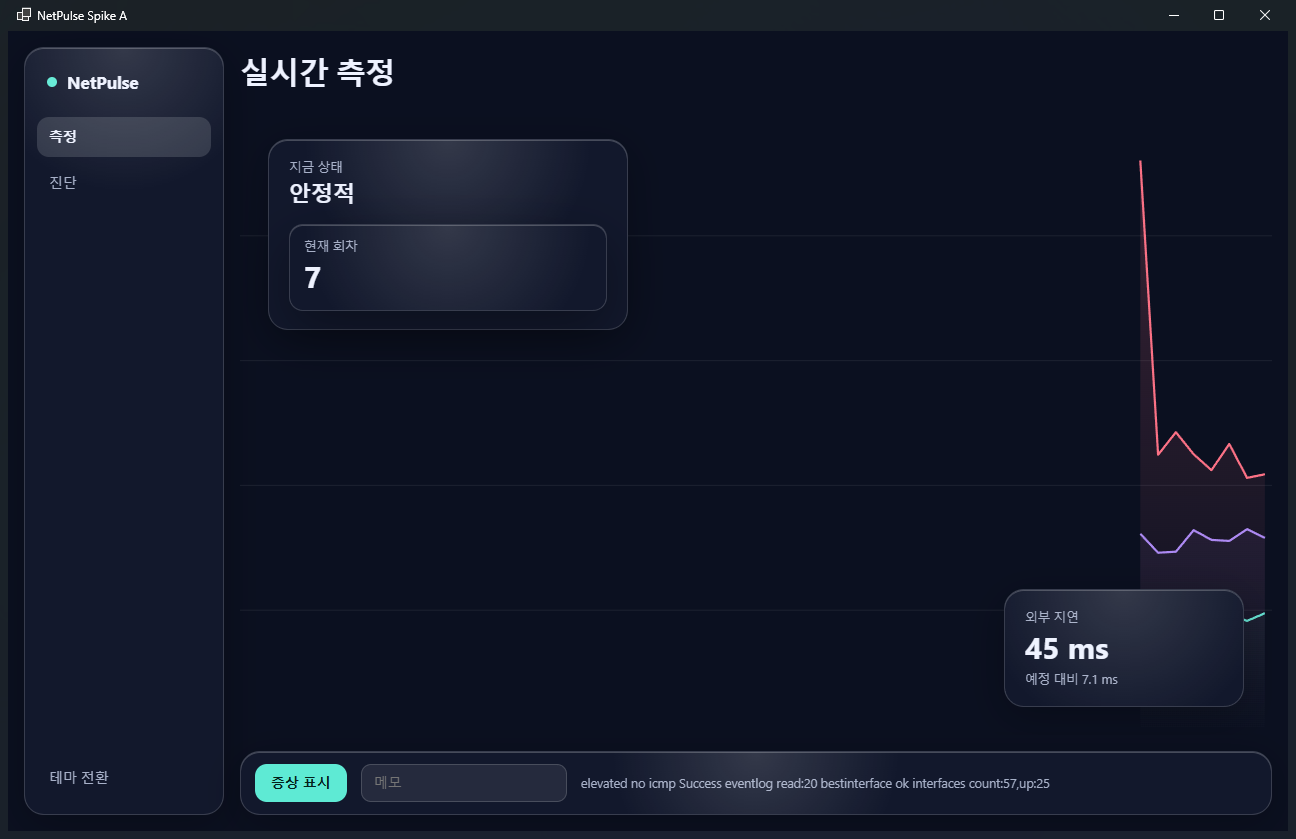 NetPulse Spike A
NetPulse
측정
진단
테마 전환
실시간 측정
지금 상태
안정적
현재 회차
7
외부 지연
45 ms
예정 대비 7.1 ms
증상 표시
메모
elevated no icmp Success eventlog read:20 bestinterface ok interfaces count:57,up:25